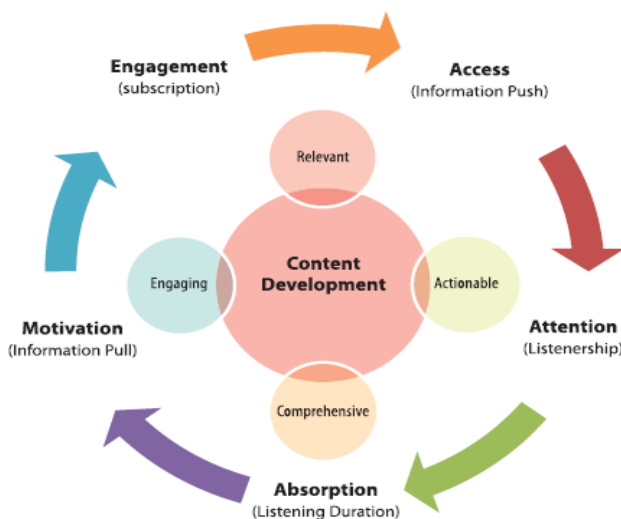 Engagement
(subscription)
Access
(Information Push)
Relevant
Content
Development
Engaging
Actionable
Motivation
(Information Pull)
Attention
(Listenership)
Comprehensive
Absorption
(Listening Duration)